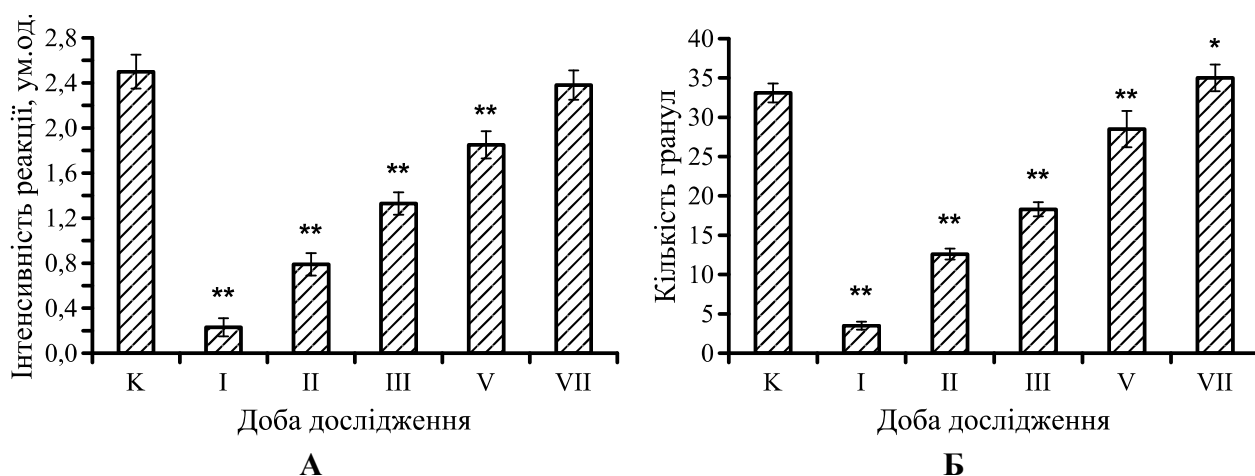 Інтенсивність реакції, ум.од.
2,8
2,4
2,0
1,6
1,2
0,8
0,4
0,0
**
**
**
**
K
I
II
III
V
VII
Доба дослідження
А
Кількість гранул
40
35
30
25
20
15
10
5
0
**
**
**
**
*
K
I
II
III
V
VII
Доба дослідження
Б